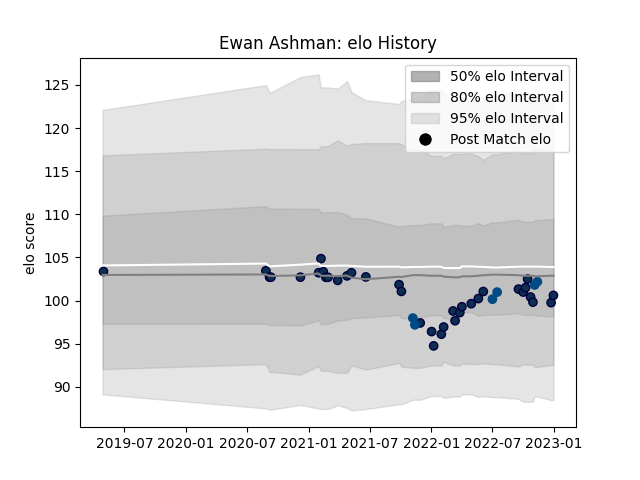 Ewan Ashman: elo History
50% elo Interval
80% elo Interval
95% elo Interval
Post Match elo
elo score
125
120
115
110
105
100
95
90
2019-07 2020-01 2020-07 2021-01 2021-07 2022-01 2022-07 2023-01